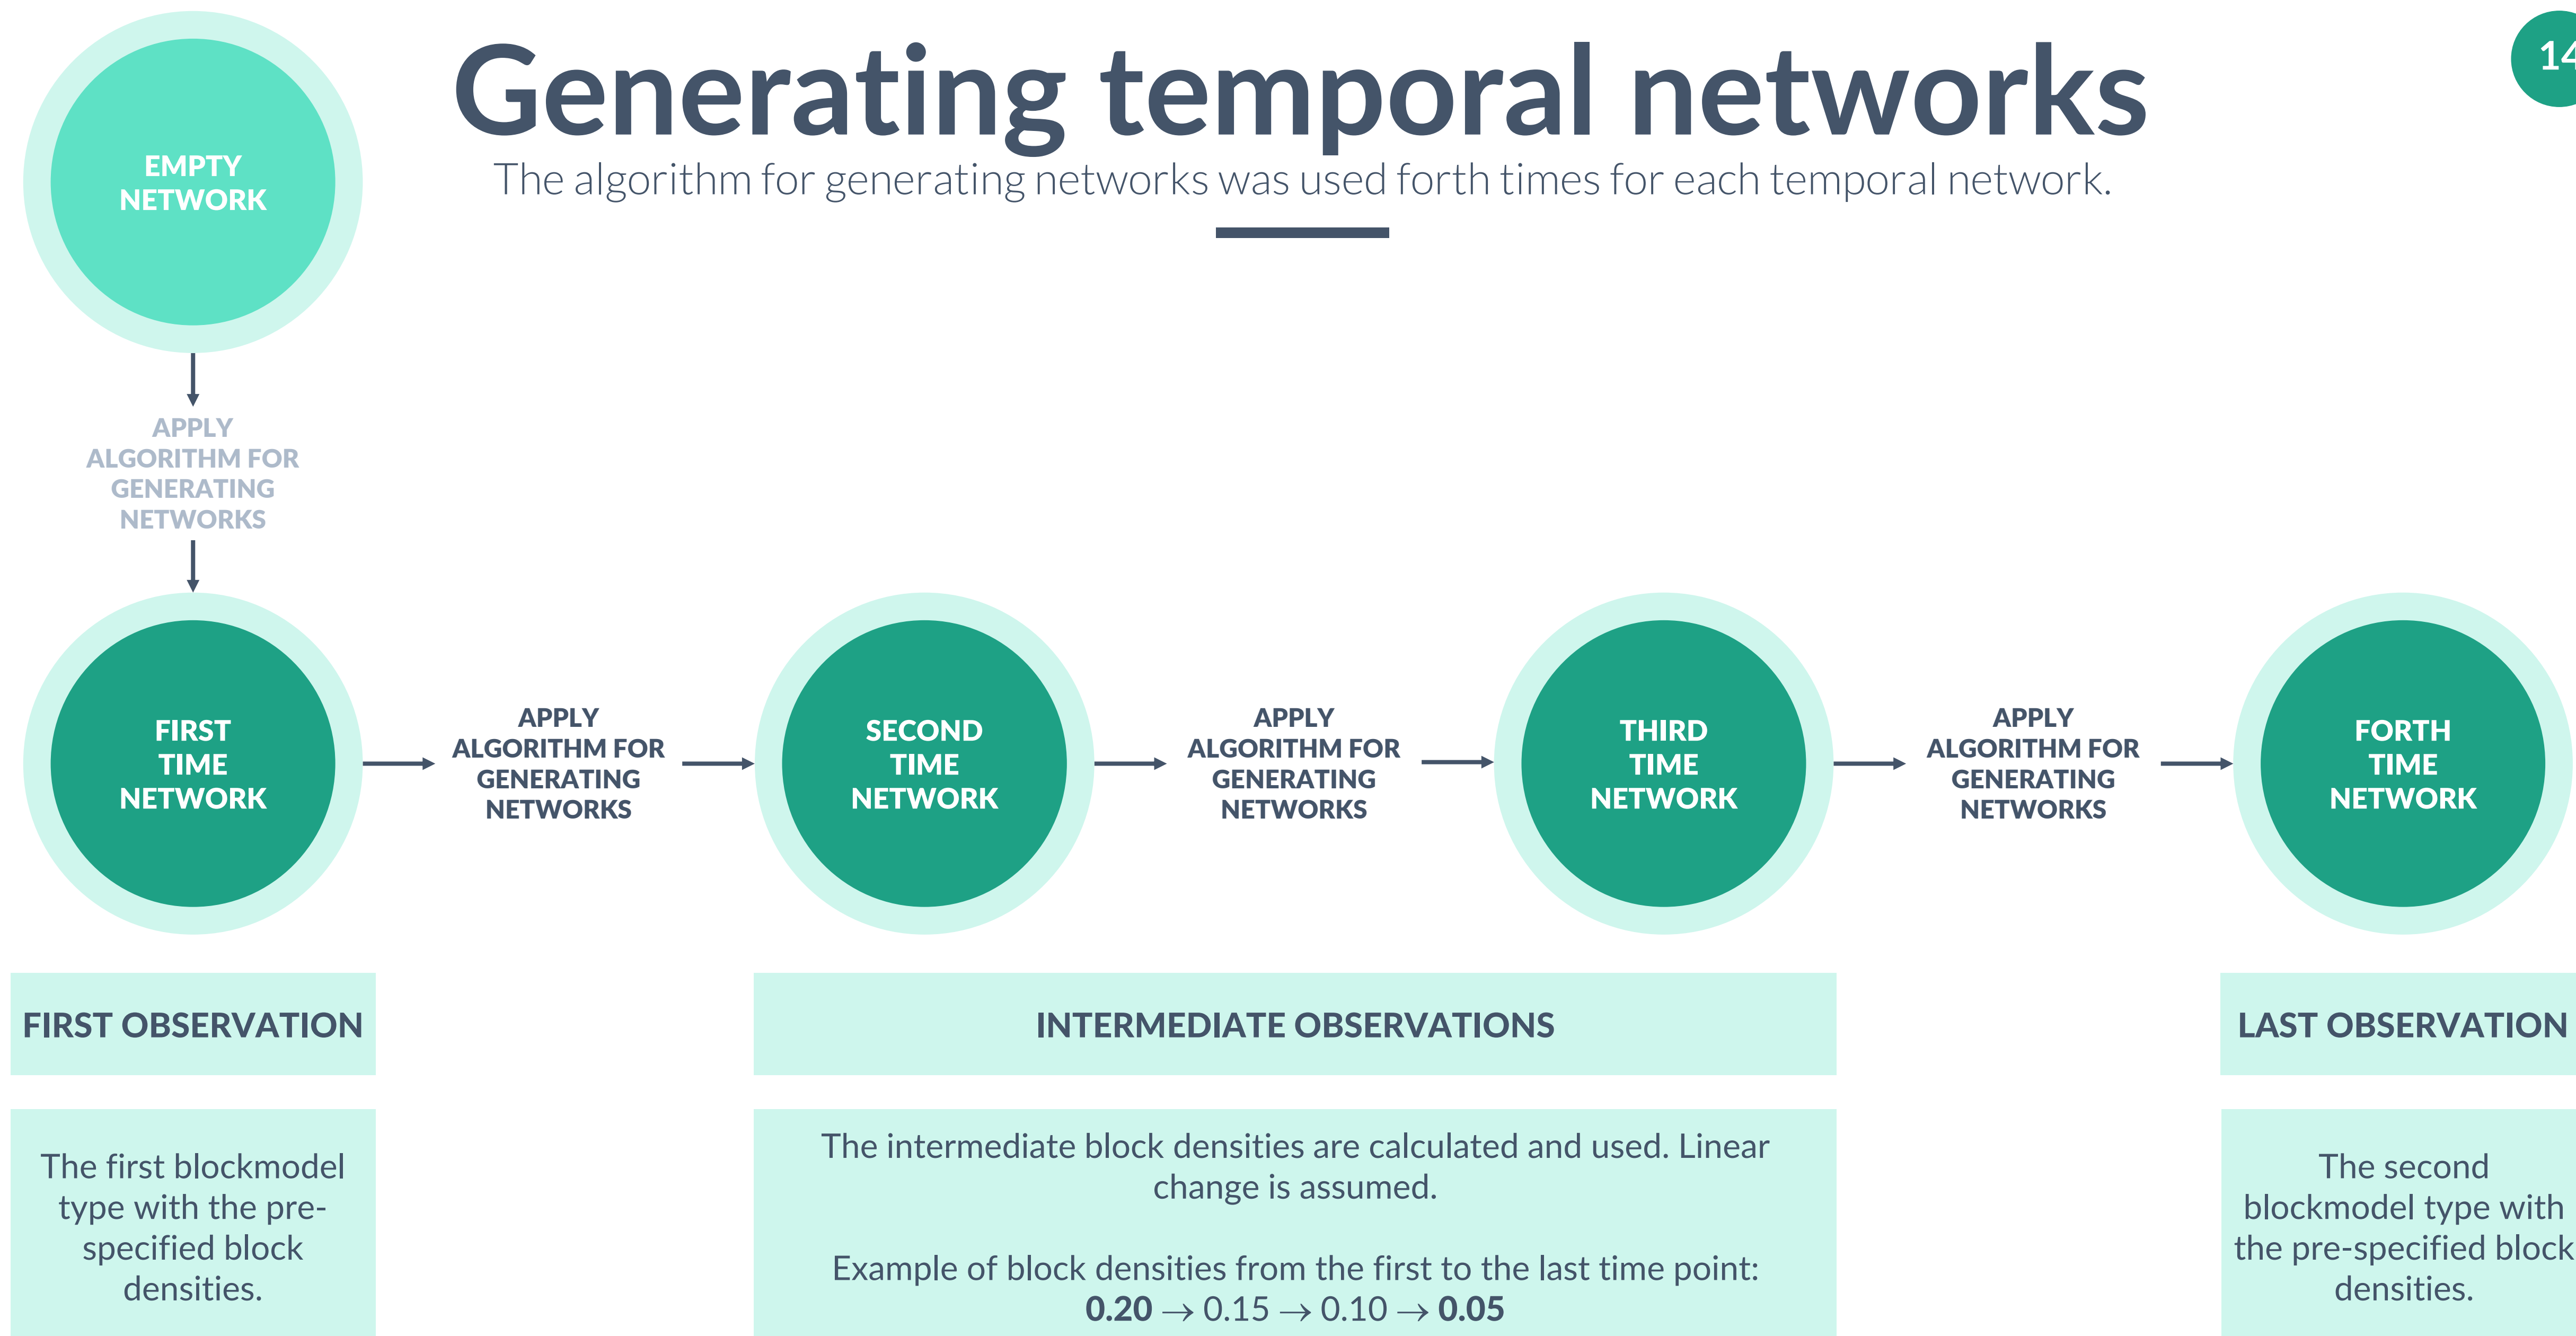 Generating temporal networks
14
The algorithm for generating networks was used forth times for each temporal network.
EMPTY
NETWORK
APPLY
ALGORITHM FOR
GENERATING
NETWORKS
FIRST
TIME
NETWORK
APPLY
ALGORITHM FOR
GENERATING
NETWORKS
SECOND
TIME
NETWORK
APPLY
ALGORITHM FOR
GENERATING
NETWORKS
THIRD
TIME
NETWORK
APPLY
ALGORITHM FOR
GENERATING
NETWORKS
FORTH
TIME
NETWORK
FIRST OBSERVATION
The first blockmodel
type with the pre-
specified block
densities.
INTERMEDIATE OBSERVATIONS
The intermediate block densities are calculated and used. Linear
change is assumed.
Example of block densities from the first to the last time point:
0.20 → 0.15 → 0.10 → 0.05
LAST OBSERVATION
The second
blockmodel type with
the pre-specified block
densities.